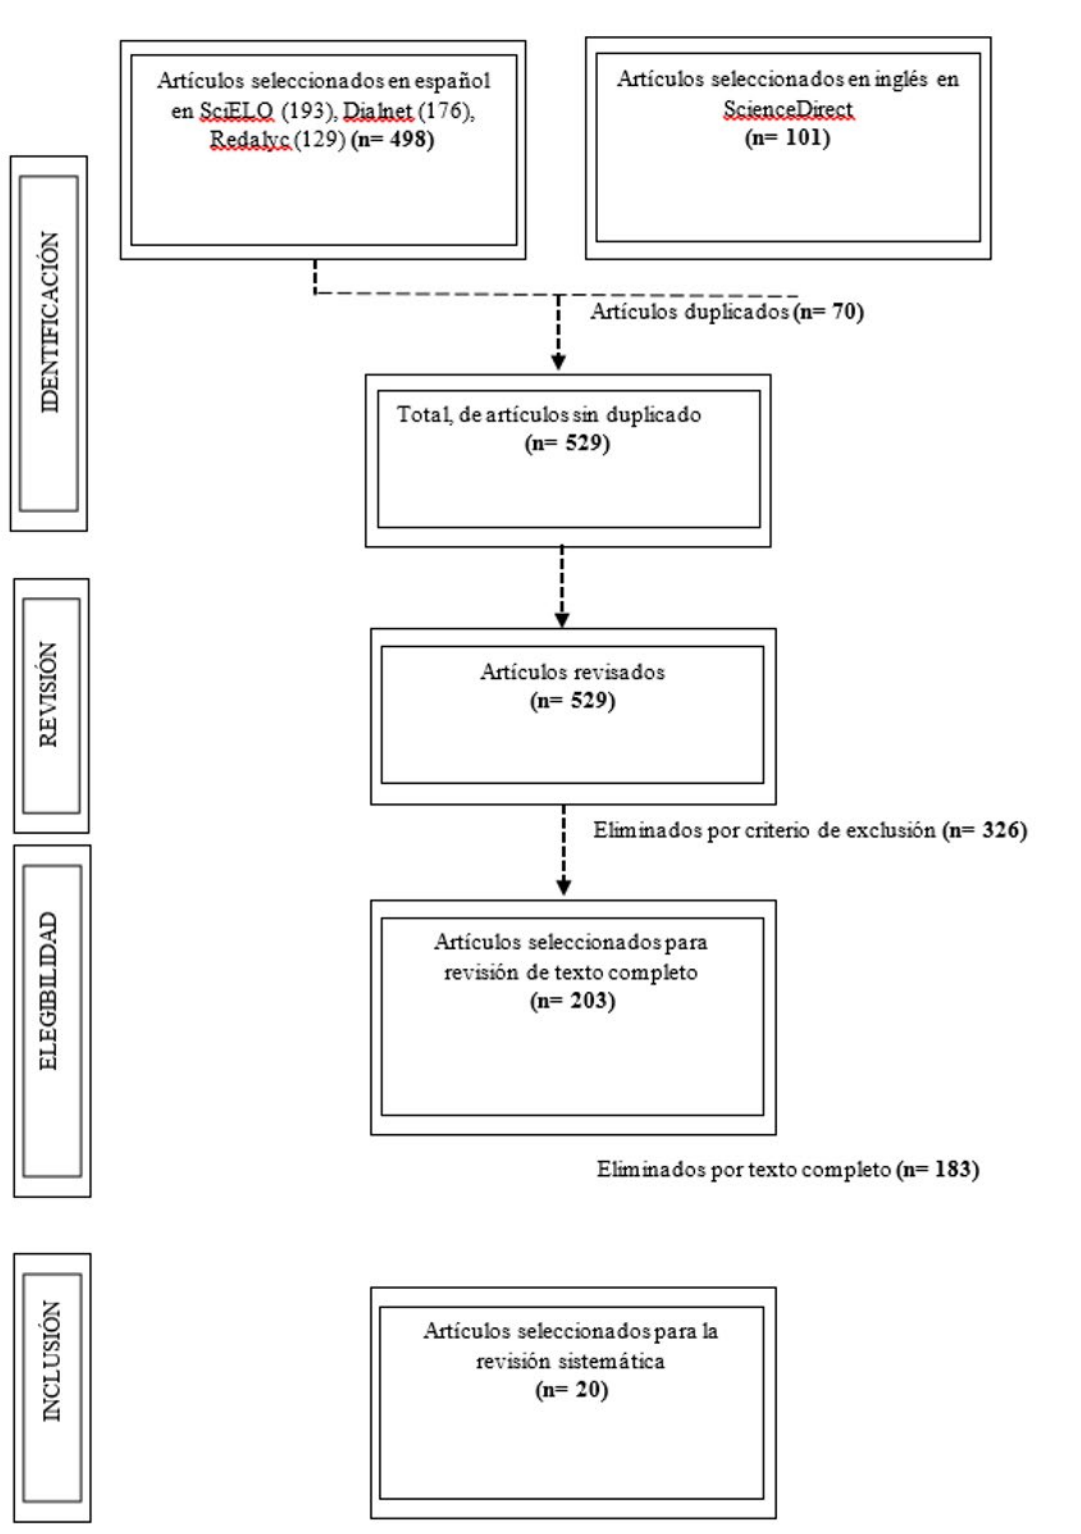 Artículos seleccionados en español
en SciELO (193), Dialnet (176),
Redalyc (129) (n= 498)
Artículos seleccionados en inglés en
ScienceDirect
(n= 101)
IDENTIFICACIÓN
Artículos duplicados (n= 70)
Total, de artículos sin duplicado
(n= 529)
REVISIÓN
Artículos revisados
(n= 529)
Eliminados por criterio de exclusión (n= 326)
ELEGIBILIDAD
Artículos seleccionados para
revisión de texto completo
(n= 203)
Eliminados por texto completo (n= 183)
INCLUSIÓN
Artículos seleccionados para la
revisión sistemática
(n= 20)